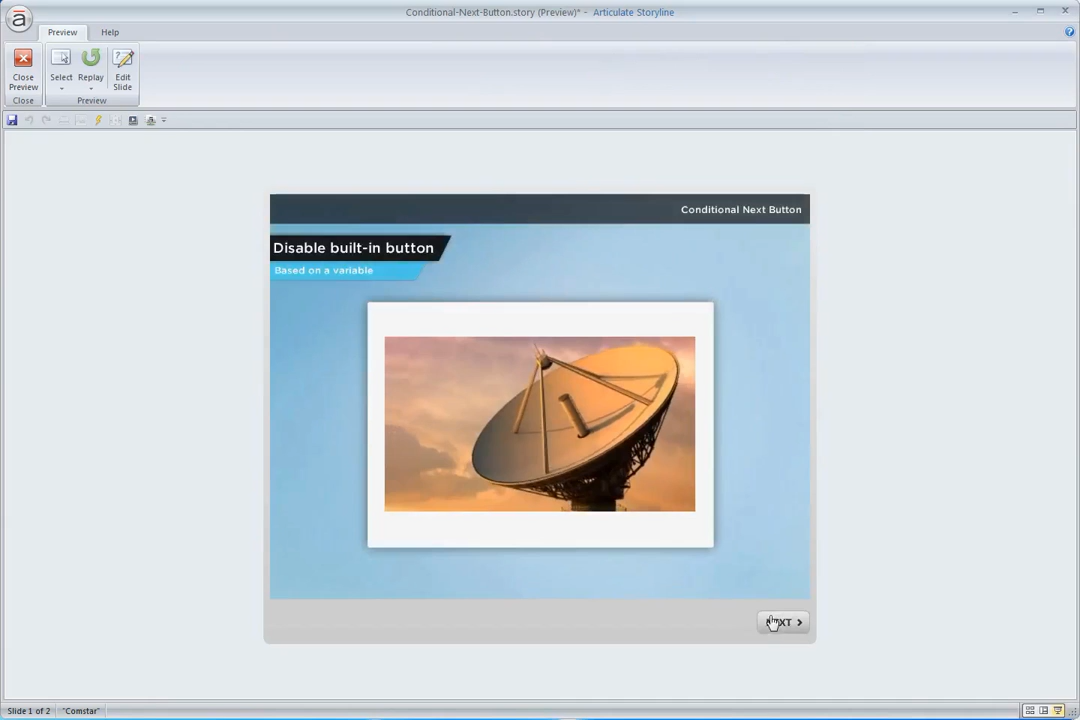 Conditional-Next-Button.story (Preview)* - Articulate Storyline
Preview Help
Close Preview
Select
Replay
Edit Slide
Close
Preview
Conditional Next Button
Disable built-in button
Based on a variable
Slide 1 of 2 "Comstar"